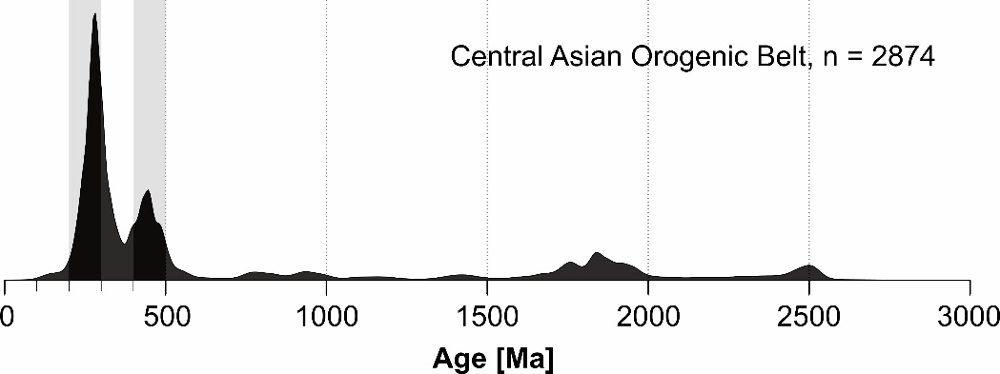 Central Asian Orogenic Belt, n = 2874
0 500 1000 1500 2000 2500 3000
Age [Ma]